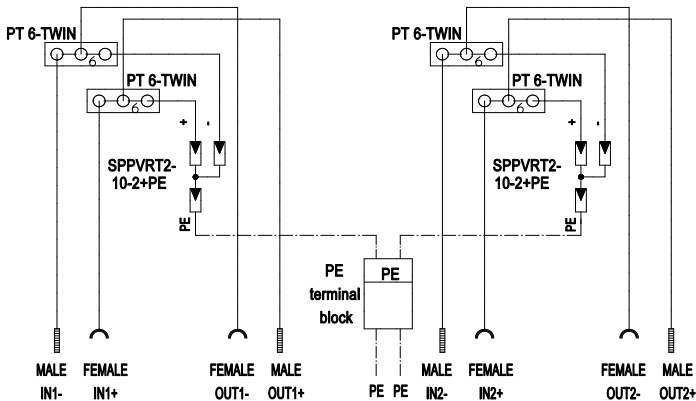 PT 6-TWIN
6
PT 6-TWIN
6
+ -
SPPVRT2-
10-2+PE
PE
PT 6-TWIN
6
PT 6-TWIN
6
+ -
SPPVRT2-
10-2+PE
PE
PE
terminal
block
PE
PE PE
MALE
IN1-
FEMALE
IN1+
FEMALE
OUT1-
MALE
OUT1+
MALE
IN2-
FEMALE
IN2+
FEMALE
OUT2-
MALE
OUT2+